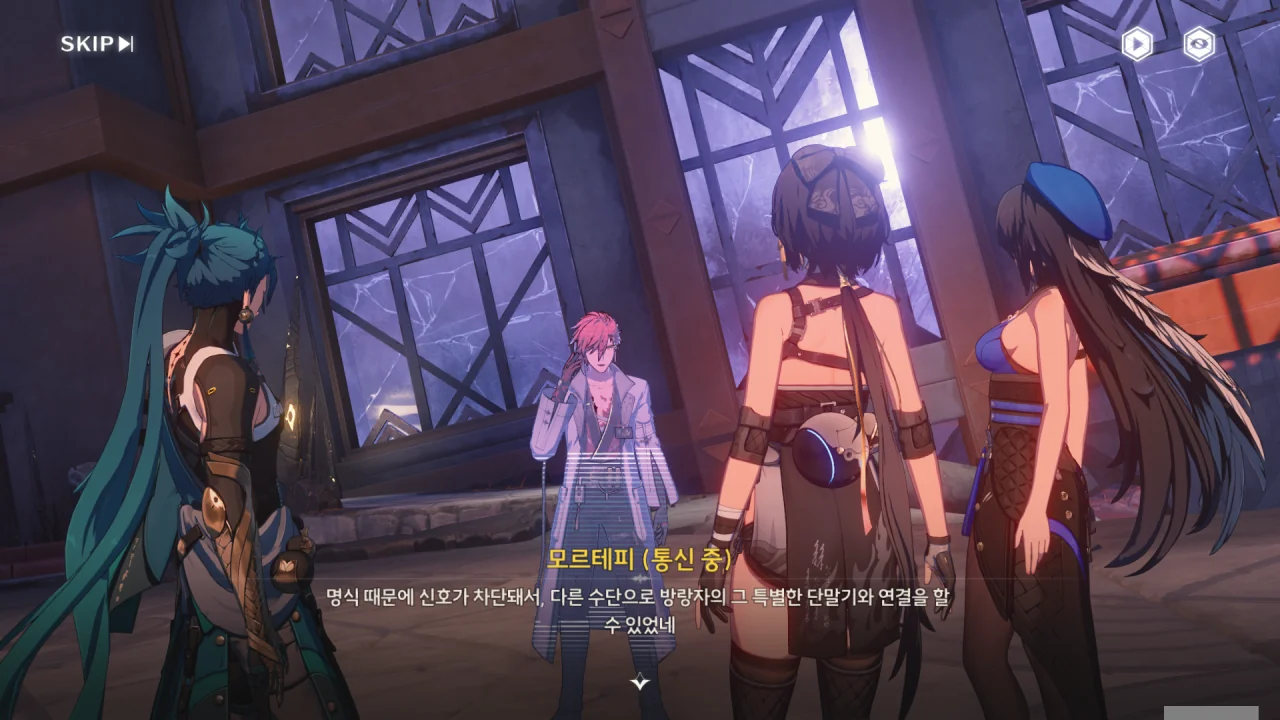 SKIP
모르테피 (통신 중)
명식 때문에 신호가 차단돼서, 다른 수단으로 방랑자의 그 특별한 단말기와 연결을 할
수 있었네